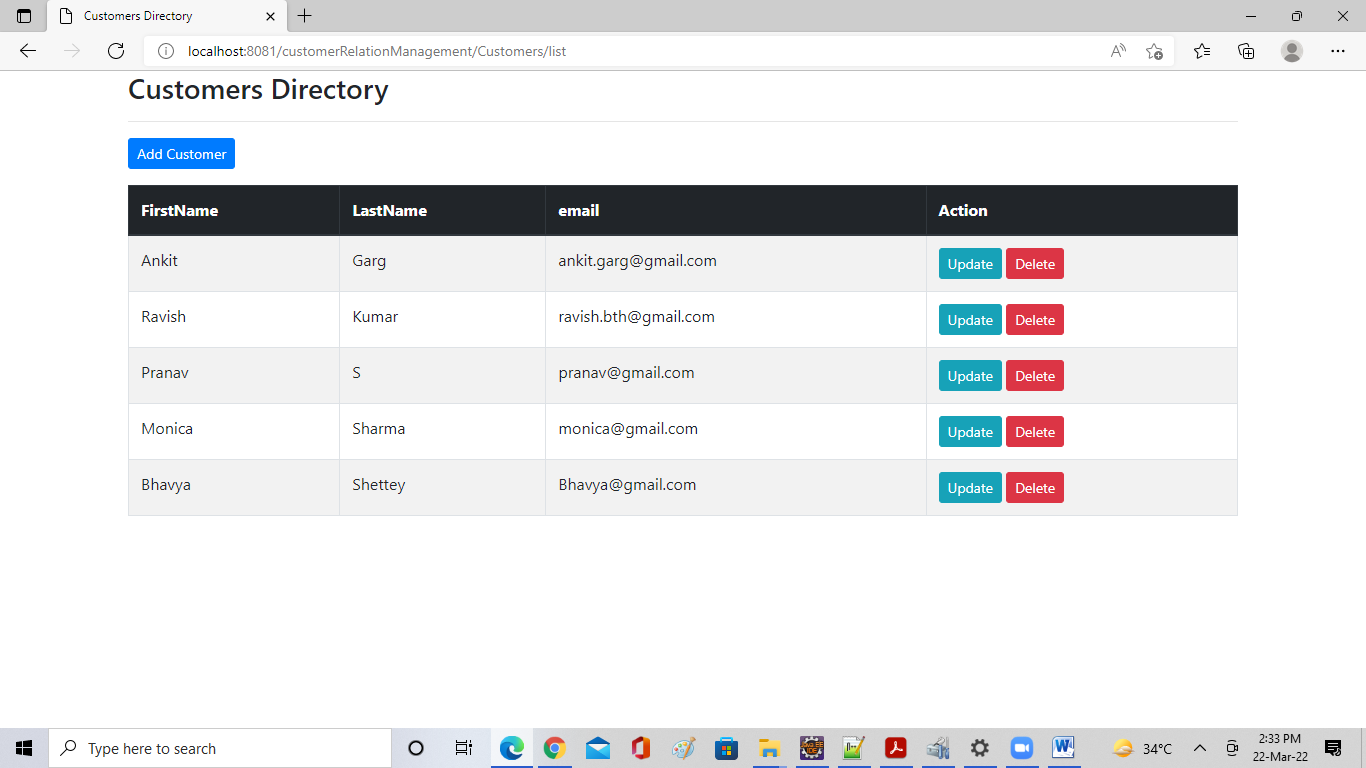 Customers Directory
localhost:8081/customerRelationManagement/Customers/list
Customers Directory
Add Customer
FirstName LastName email Action
Ankit Garg ankit.garg@gmail.com Update Delete
Ravish Kumar ravish.bth@gmail.com Update Delete
Pranav S pranav@gmail.com Update Delete
Monica Sharma monica@gmail.com Update Delete
Bhavya Shettey Bhavya@gmail.com Update Delete
Type here to search 34°C 2:33 PM
22-Mar-22